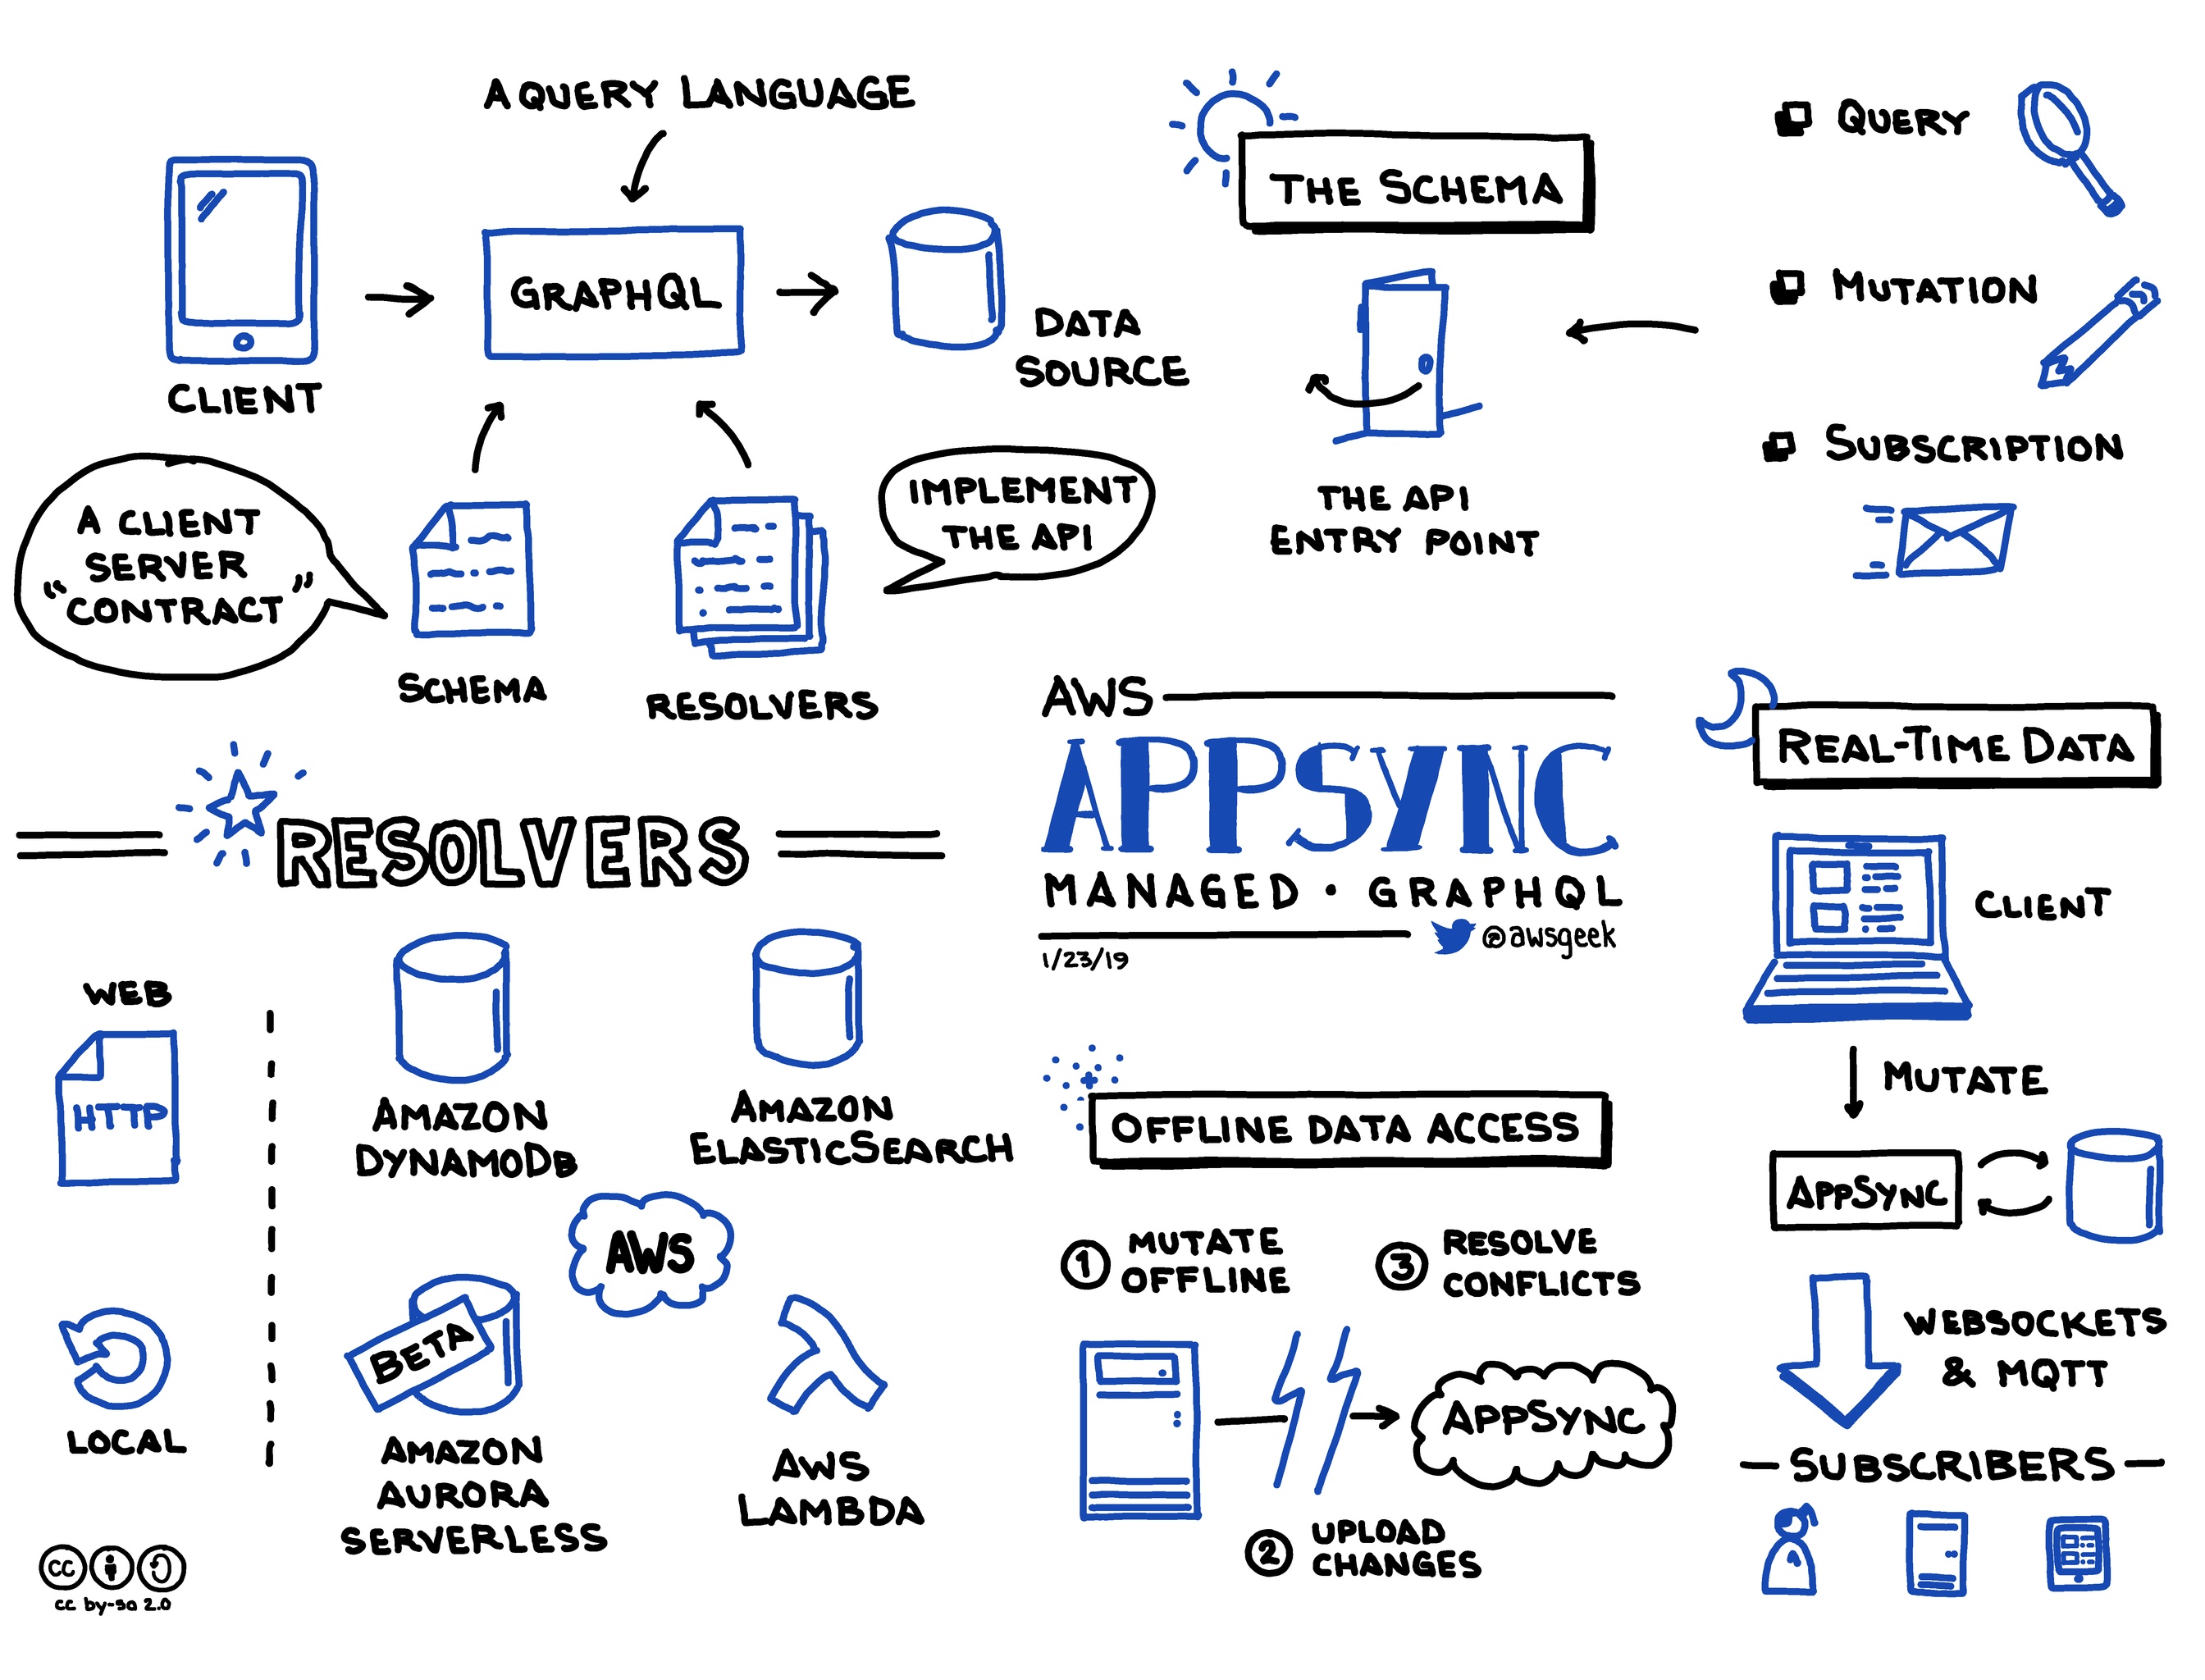 A QUERY LANGUAGE
CLIENT
GRAPHQL
DATA
SOURCE
A CLIENT
SERVER
"CONTRACT"
SCHEMA
RESOLVERS
IMPLEMENT
THE API
THE SCHEMA
THE API
ENTRY POINT
QUERY
MUTATION
SUBSCRIPTION
AWS
APPSYNC
MANAGED · GRAPHQL
@awsgeek
1/23/19
RESOLVERS
WEB
HTTP
LOCAL
AMAZON
DYNAMODB
AMAZON
ELASTICSEARCH
AWS
BETA
AMAZON
AURORA
SERVERLESS
AWS
LAMBDA
cc
cc by-sa 2.0
OFFLINE DATA ACCESS
1 MUTATE
OFFLINE
3 RESOLVE
CONFLICTS
APPSYNC
2 UPLOAD
CHANGES
REAL-TIME DATA
CLIENT
MUTATE
APPSYNC
WEBSOCKETS
& MQTT
SUBSCRIBERS